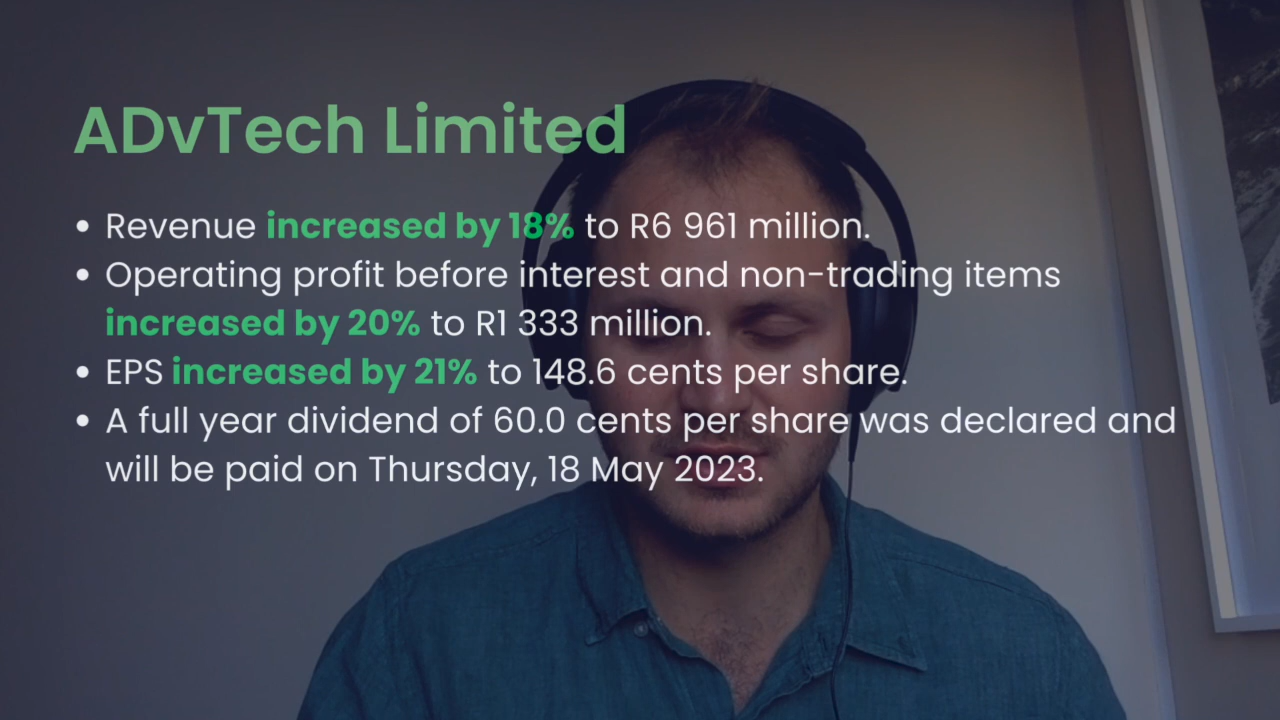 ADvTech Limited
• Revenue increased by 18% to R6 961 million.
• Operating profit before interest and non-trading items
increased by 20% to R1 333 million.
• EPS increased by 21% to 148.6 cents per share.
• A full year dividend of 60.0 cents per share was declared and
will be paid on Thursday, 18 May 2023.